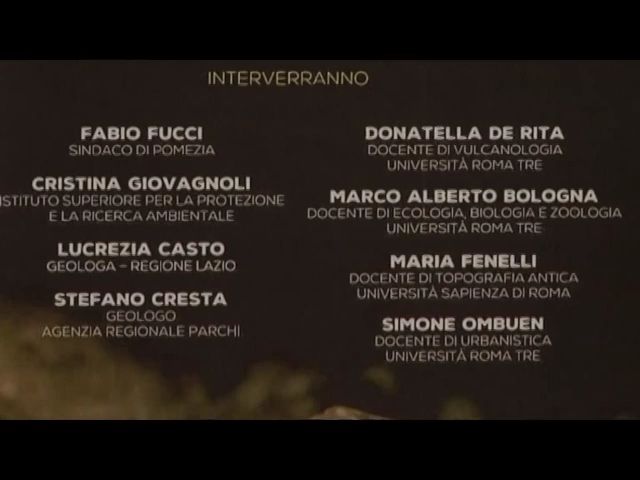 INTERVERRANNO
FABIO FUCCI
SINDACO DI POMEZIA
CRISTINA GIOVAGNOLI
ISTITUTO SUPERIORE PER LA PROTEZIONE
E LA RICERCA AMBIENTALE
LUCREZIA CASTO
GEOLOGA – REGIONE LAZIO
STEFANO CRESTA
GEOLOGO
AGENZIA REGIONALE PARCHI
DONATELLA DE RITA
DOCENTE DI VULCANOLOGIA
UNIVERSITÀ ROMA TRE
MARCO ALBERTO BOLOGNA
DOCENTE DI ECOLOGIA, BIOLOGIA E ZOOLOGIA
UNIVERSITÀ ROMA TRE
MARIA FENELLI
DOCENTE DI TOPOGRAFIA ANTICA
UNIVERSITÀ SAPIENZA DI ROMA
SIMONE OMBUEN
DOCENTE DI URBANISTICA
UNIVERSITÀ ROMA TRE